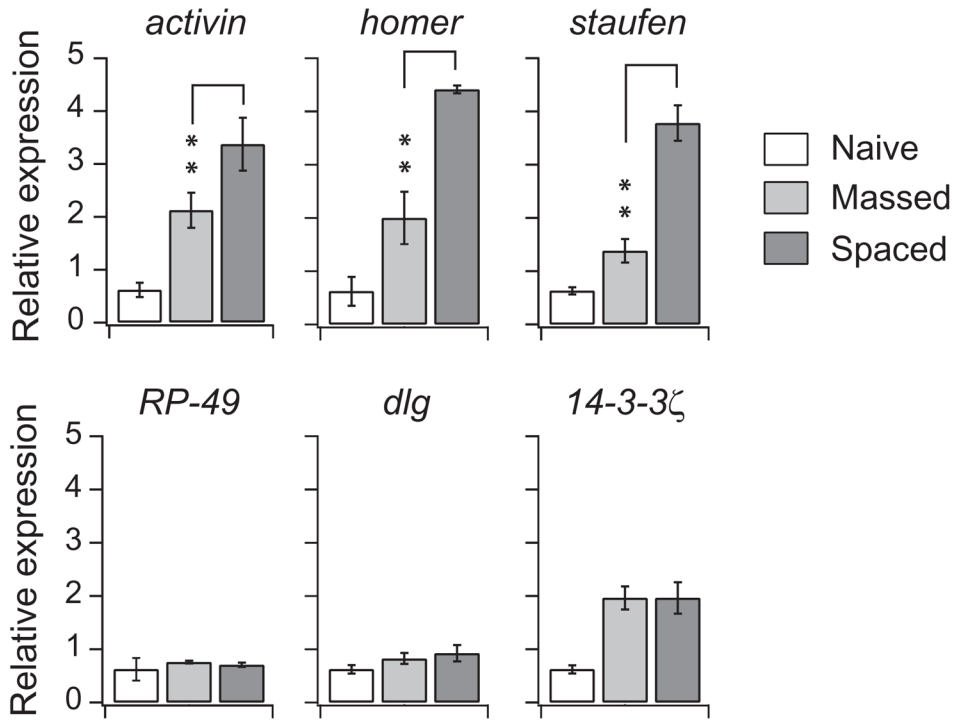 activin homer staufen
Relative expression
5
4
3
2
1
0
* *
* *
* *
Naive
Massed
Spaced
RP-49 dlg 14-3-3ζ
Relative expression
5
4
3
2
1
0